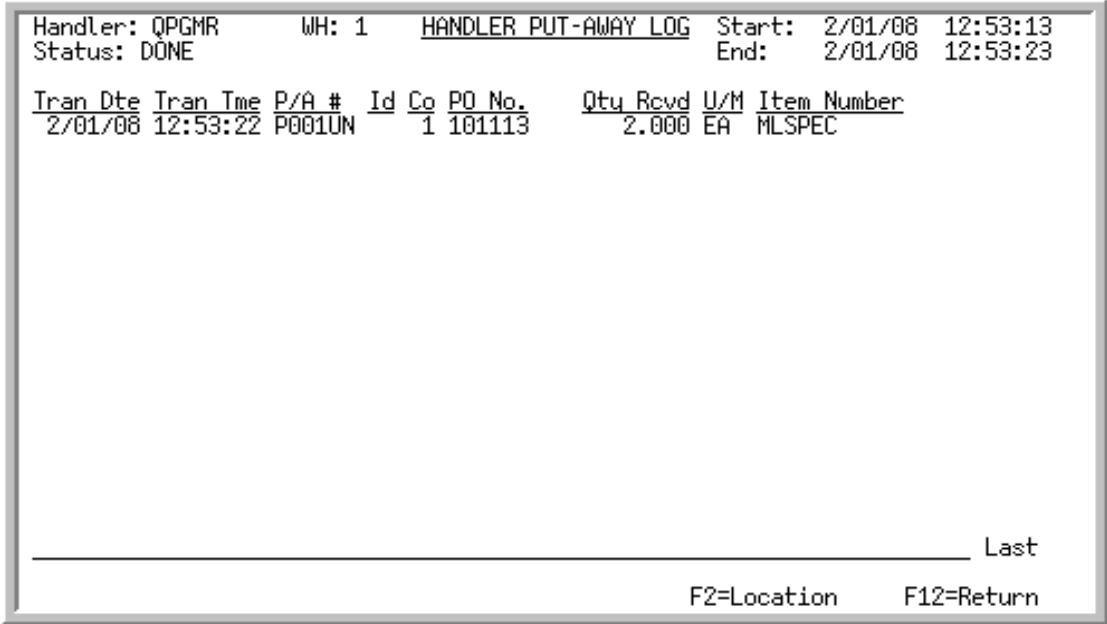 Handler: QPGMR WH: 1 HANDLER PUT-AWAY LOG Start: 2/01/08 12:53:13
Status: DONE End: 2/01/08 12:53:23
Tran Dte Tran Tme P/A # Id Co PO No. Qty Rcvd U/M Item Number
2/01/08 12:53:22 P001UN 1 101113 2.000 EA MLSPEC
Last
F2=Location F12=Return